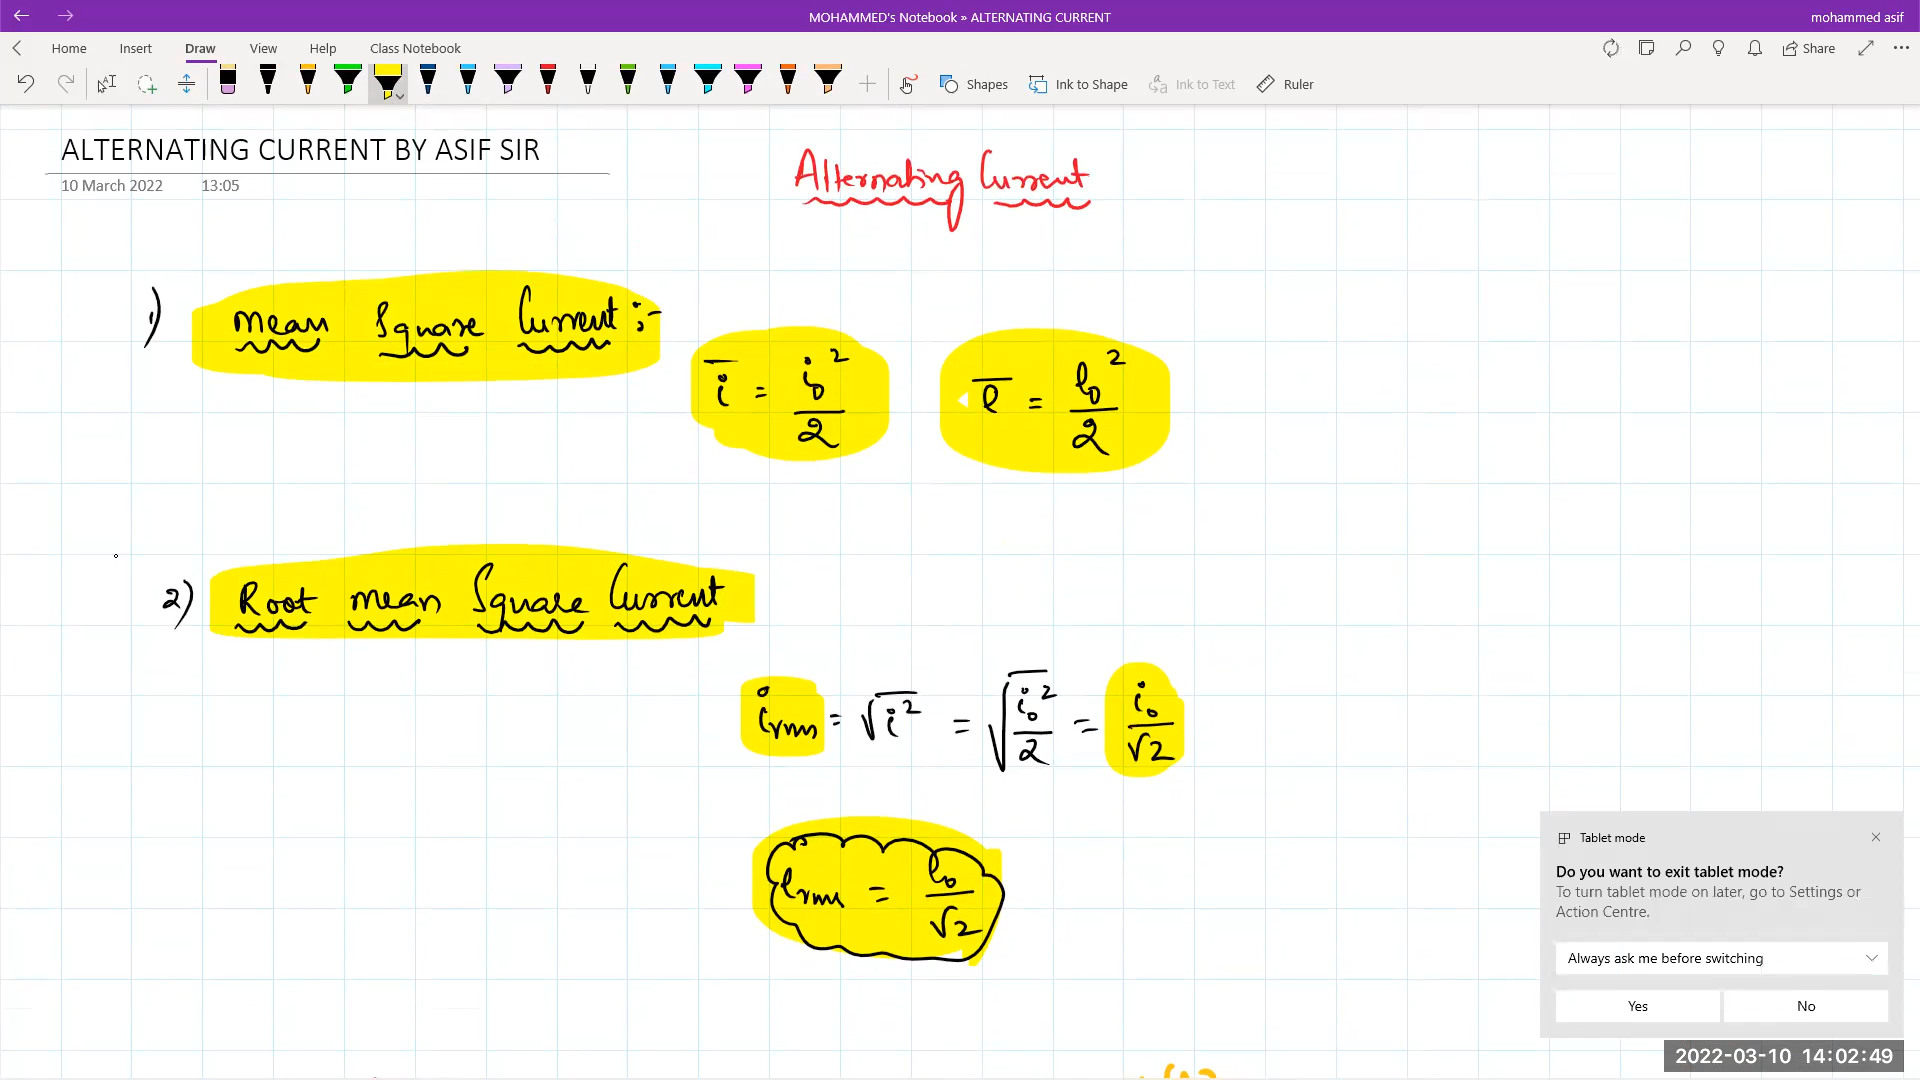 MOHAMMED's Notebook » ALTERNATING CURRENT
mohammed asif
Home Insert Draw View Help Class Notebook
Share
Shapes Ink to Shape Ink to Text Ruler
ALTERNATING CURRENT BY ASIF SIR
10 March 2022 13:05
Alternating Current
1) Mean Square Current :-
i̅ = i₀²/2
e̅ = e₀²/2
2) Root mean Square Current
i rms = √i² = √(i₀²/2) = i₀/√2
e rms = e₀/√2
Tablet mode
Do you want to exit tablet mode?
To turn tablet mode on later, go to Settings or
Action Centre.
Always ask me before switching
Yes No
2022-03-10 14:02:49